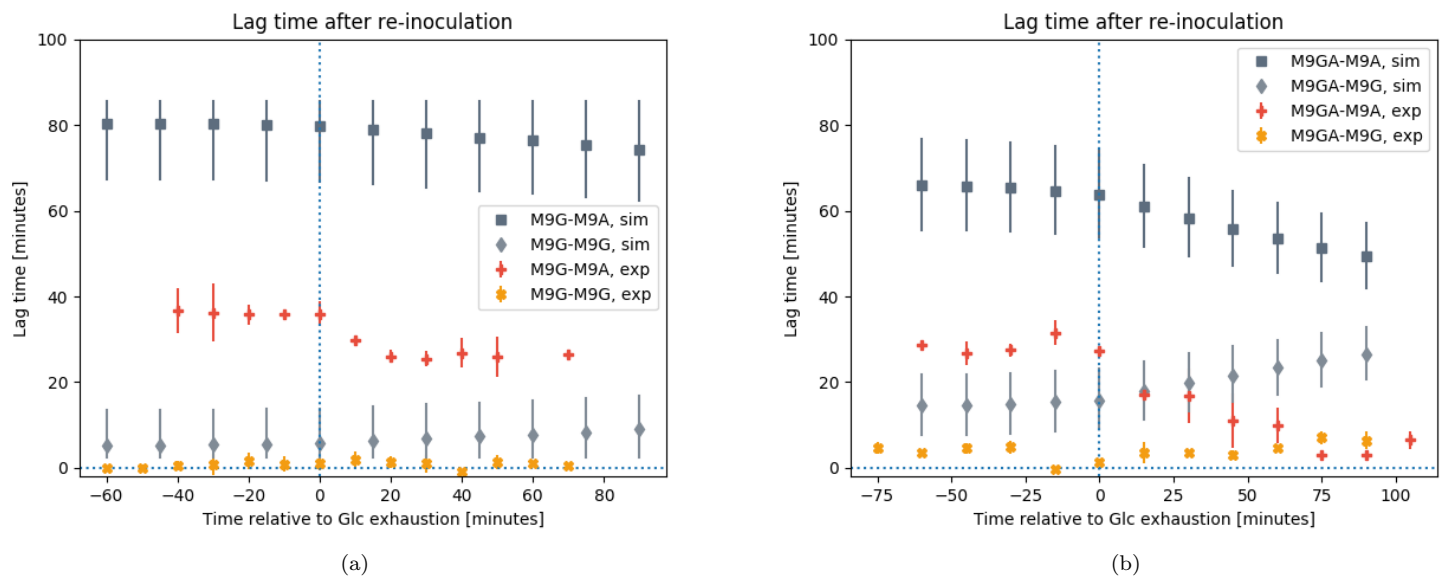 Lag time after re-inoculation
100
80
60
40
20
0
Lag time [minutes]
M9G-M9A, sim
M9G-M9G, sim
M9G-M9A, exp
M9G-M9G, exp
−60 −40 −20 0 20 40 60 80
Time relative to Glc exhaustion [minutes]
(a)
Lag time after re-inoculation
100
80
60
40
20
0
Lag time [minutes]
M9GA-M9A, sim
M9GA-M9G, sim
M9GA-M9A, exp
M9GA-M9G, exp
−75 −50 −25 0 25 50 75 100
Time relative to Glc exhaustion [minutes]
(b)